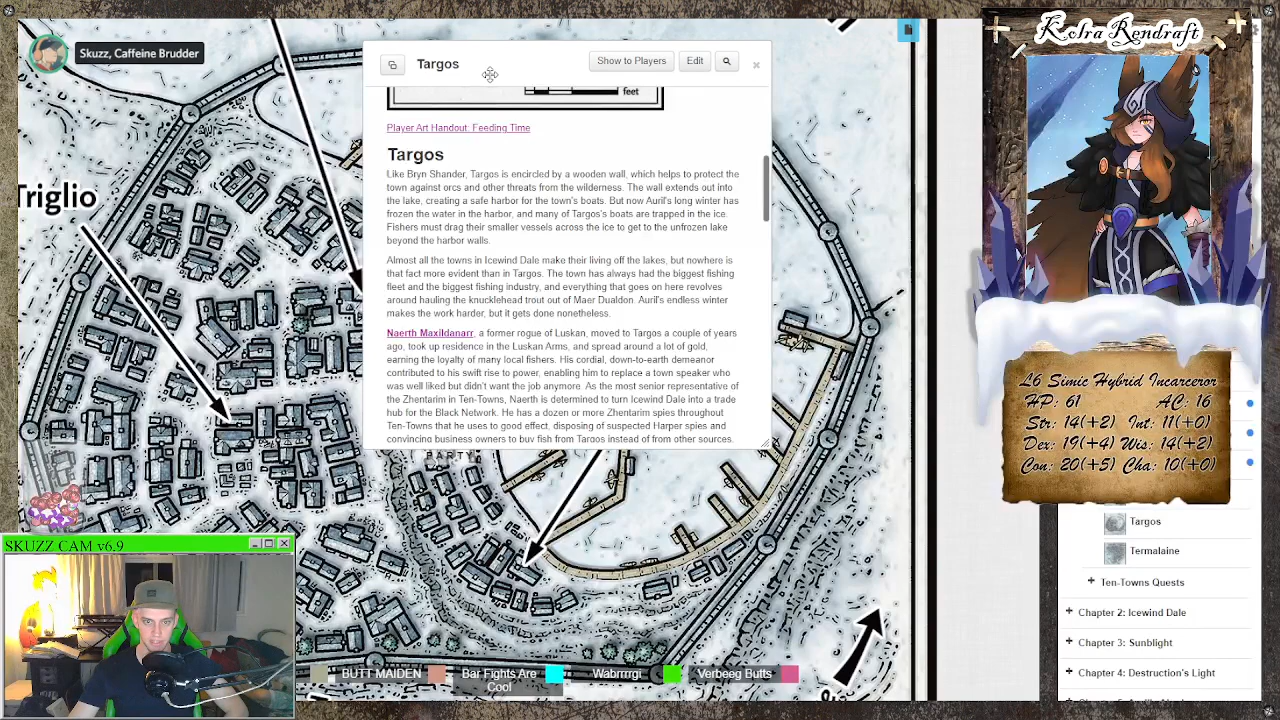 Skuzz, Caffeine Brudder
Targos
Show to Players
Edit
Kolra Rendraft
feet
Player Art Handout: Feeding Time
Targos
Like Bryn Shander, Targos is encircled by a wooden wall, which helps to protect the
town against orcs and other threats from the wilderness. The wall extends out into
the lake, creating a safe harbor for the town's boats. But now Auril's long winter has
frozen the water in the harbor, and many of Targos's boats are trapped in the ice.
Fishers must drag their smaller vessels across the ice to get to the unfrozen lake
beyond the harbor walls.
Almost all the towns in Icewind Dale make their living off the lakes, but nowhere is
that fact more evident than in Targos. The town has always had the biggest fishing
fleet and the biggest fishing industry, and everything that goes on here revolves
around hauling the knucklehead trout out of Maer Dualdon. Auril's endless winter
makes the work harder, but it gets done nonetheless.
Naerth Maxildanarr, a former rogue of Luskan, moved to Targos a couple of years
ago, took up residence in the Luskan Arms, and spread around a lot of gold,
earning the loyalty of many local fishers. His cordial, down-to-earth demeanor
contributed to his swift rise to power, enabling him to replace a town speaker who
was well liked but didn't want the job anymore. As the most senior representative of
the Zhentarim in Ten-Towns, Naerth is determined to turn Icewind Dale into a trade
hub for the Black Network. He has a dozen or more Zhentarim spies throughout
Ten-Towns that he uses to good effect, disposing of suspected Harper spies and
convincing business owners to buy fish from Targos instead of from other sources.
Triglio
PARTY
L6 Simic Hybrid Incarceror
HP: 61 AC: 16
Str: 14(+2) Int: 11(+0)
Dex: 19(+4) Wis: 14(+2)
Con: 20(+5) Cha: 10(+0)
Targos
Termalaine
Ten-Towns Quests
Chapter 2: Icewind Dale
Chapter 3: Sunblight
Chapter 4: Destruction's Light
SKUZZ CAM v6.9
BUTT MAIDEN
Bar Fights Are
Cool
Wabrrrrgl
Verbeeg Butts